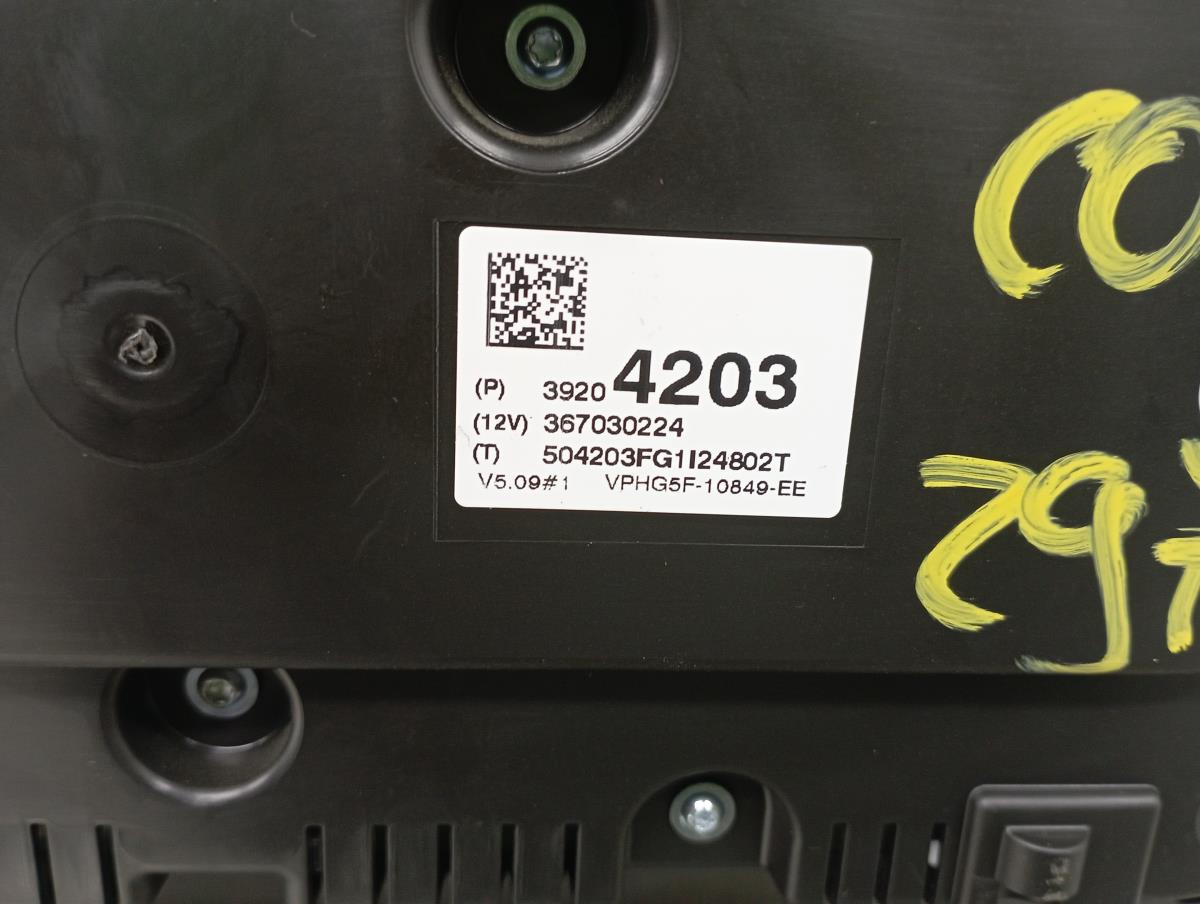 (P) 3920 4203
(12V) 367030224
(T) 504203FG1I24802T
V5.09#1 VPHG5F-10849-EE